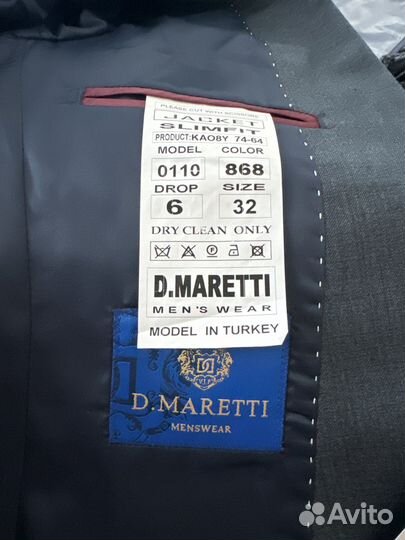 PLEASE CUT WITH SCISSORS
JACKET
SLIMFIT
PRODUCT:KAO8Y 74-64
MODEL COLOR
0110 868
DROP SIZE
6 32
DRY CLEAN ONLY
D.MARETTI
MEN'S WEAR
MODEL IN TURKEY
D.MARETTI
MENSWEAR
Avito